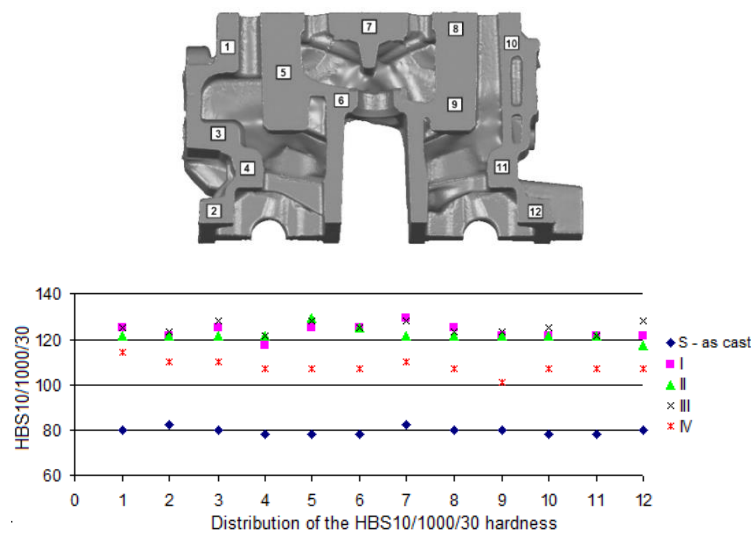 7
8
1
10
5
6
9
3
4
11
2
12
140
120
100
80
60
HBS10/1000/30
0 1 2 3 4 5 6 7 8 9 10 11 12
Distribution of the HBS10/1000/30 hardness
S - as cast
I
II
III
IV